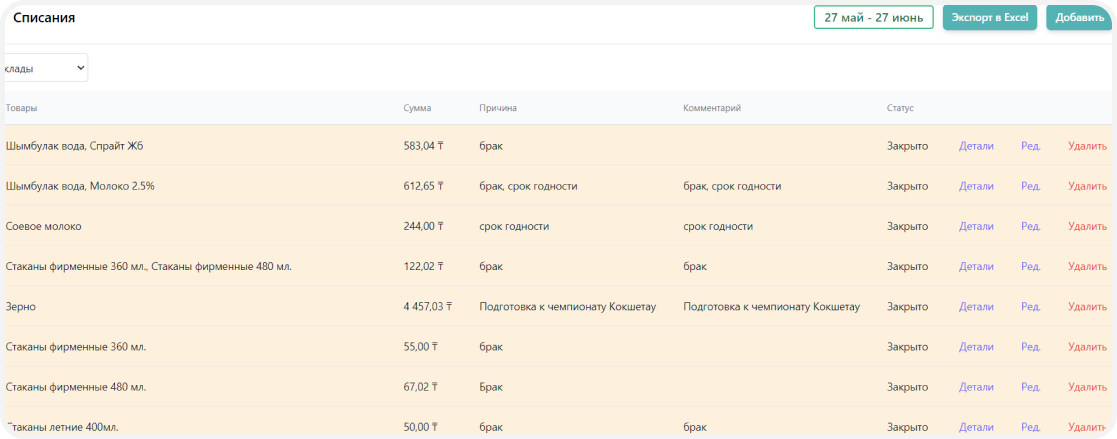 Списания 27 май - 27 июнь Экспорт в Excel Добавить
клады
Товары Сумма Причина Комментарий Статус
Шымбулак вода, Спрайт Жб 583,04 ₸ брак Закрыто Детали Ред. Удалить
Шымбулак вода, Молоко 2.5% 612,65 ₸ брак, срок годности брак, срок годности Закрыто Детали Ред. Удалить
Соевое молоко 244,00 ₸ срок годности срок годности Закрыто Детали Ред. Удалить
Стаканы фирменные 360 мл., Стаканы фирменные 480 мл. 122,02 ₸ брак брак Закрыто Детали Ред. Удалить
Зерно 4 457,03 ₸ Подготовка к чемпионату Кокшетау Подготовка к чемпионату Кокшетау Закрыто Детали Ред. Удалить
Стаканы фирменные 360 мл. 55,00 ₸ брак Закрыто Детали Ред. Удалить
Стаканы фирменные 480 мл. 67,02 ₸ Брак Закрыто Детали Ред. Удалить
Стаканы летние 400мл. 50,00 ₸ брак брак Закрыто Детали Ред. Удалить